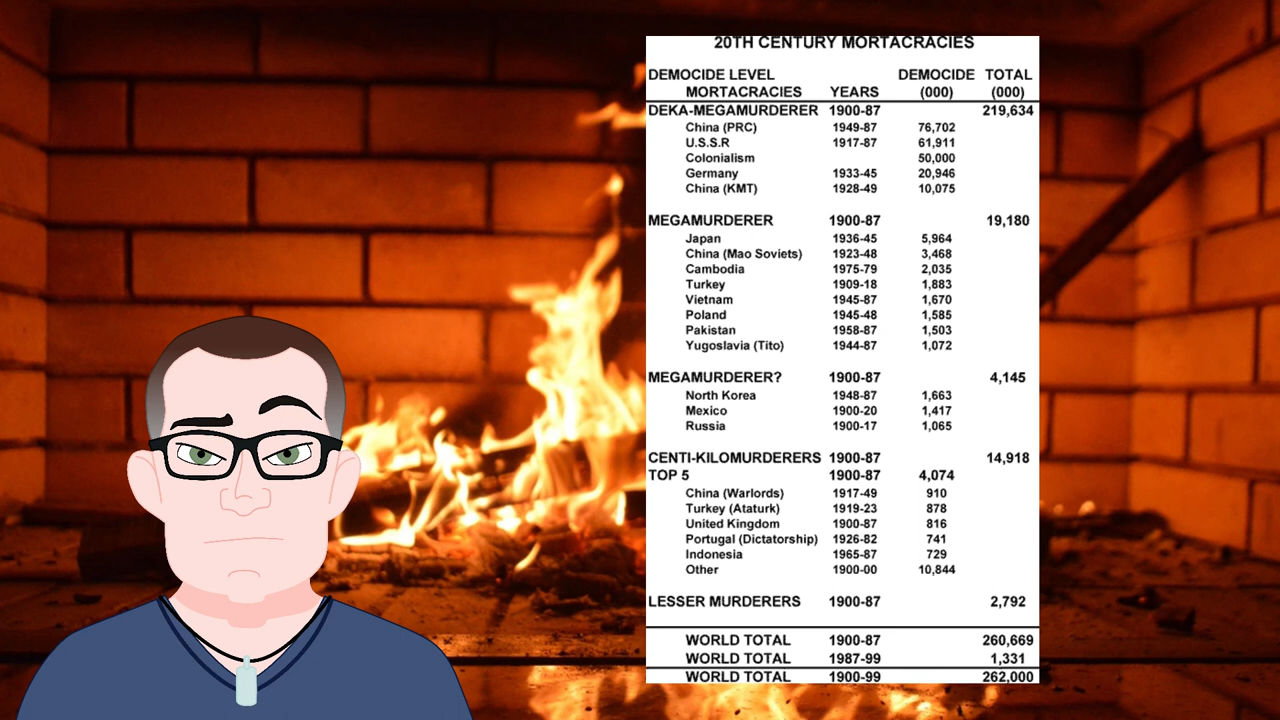 20TH CENTURY MORTACRACIES
DEMOCIDE LEVEL DEMOCIDE TOTAL
MORTACRACIES YEARS (000) (000)
DEKA-MEGAMURDERER 1900-87 219,634
China (PRC) 1949-87 76,702
U.S.S.R 1917-87 61,911
Colonialism 50,000
Germany 1933-45 20,946
China (KMT) 1928-49 10,075
MEGAMURDERER 1900-87 19,180
Japan 1936-45 5,964
China (Mao Soviets) 1923-48 3,468
Cambodia 1975-79 2,035
Turkey 1909-18 1,883
Vietnam 1945-87 1,670
Poland 1945-48 1,585
Pakistan 1958-87 1,503
Yugoslavia (Tito) 1944-87 1,072
MEGAMURDERER? 1900-87 4,145
North Korea 1948-87 1,663
Mexico 1900-20 1,417
Russia 1900-17 1,065
CENTI-KILOMURDERERS 1900-87 14,918
TOP 5 1900-87 4,074
China (Warlords) 1917-49 910
Turkey (Ataturk) 1919-23 878
United Kingdom 1900-87 816
Portugal (Dictatorship) 1926-82 741
Indonesia 1965-87 729
Other 1900-00 10,844
LESSER MURDERERS 1900-87 2,792
WORLD TOTAL 1900-87 260,669
WORLD TOTAL 1987-99 1,331
WORLD TOTAL 1900-99 262,000